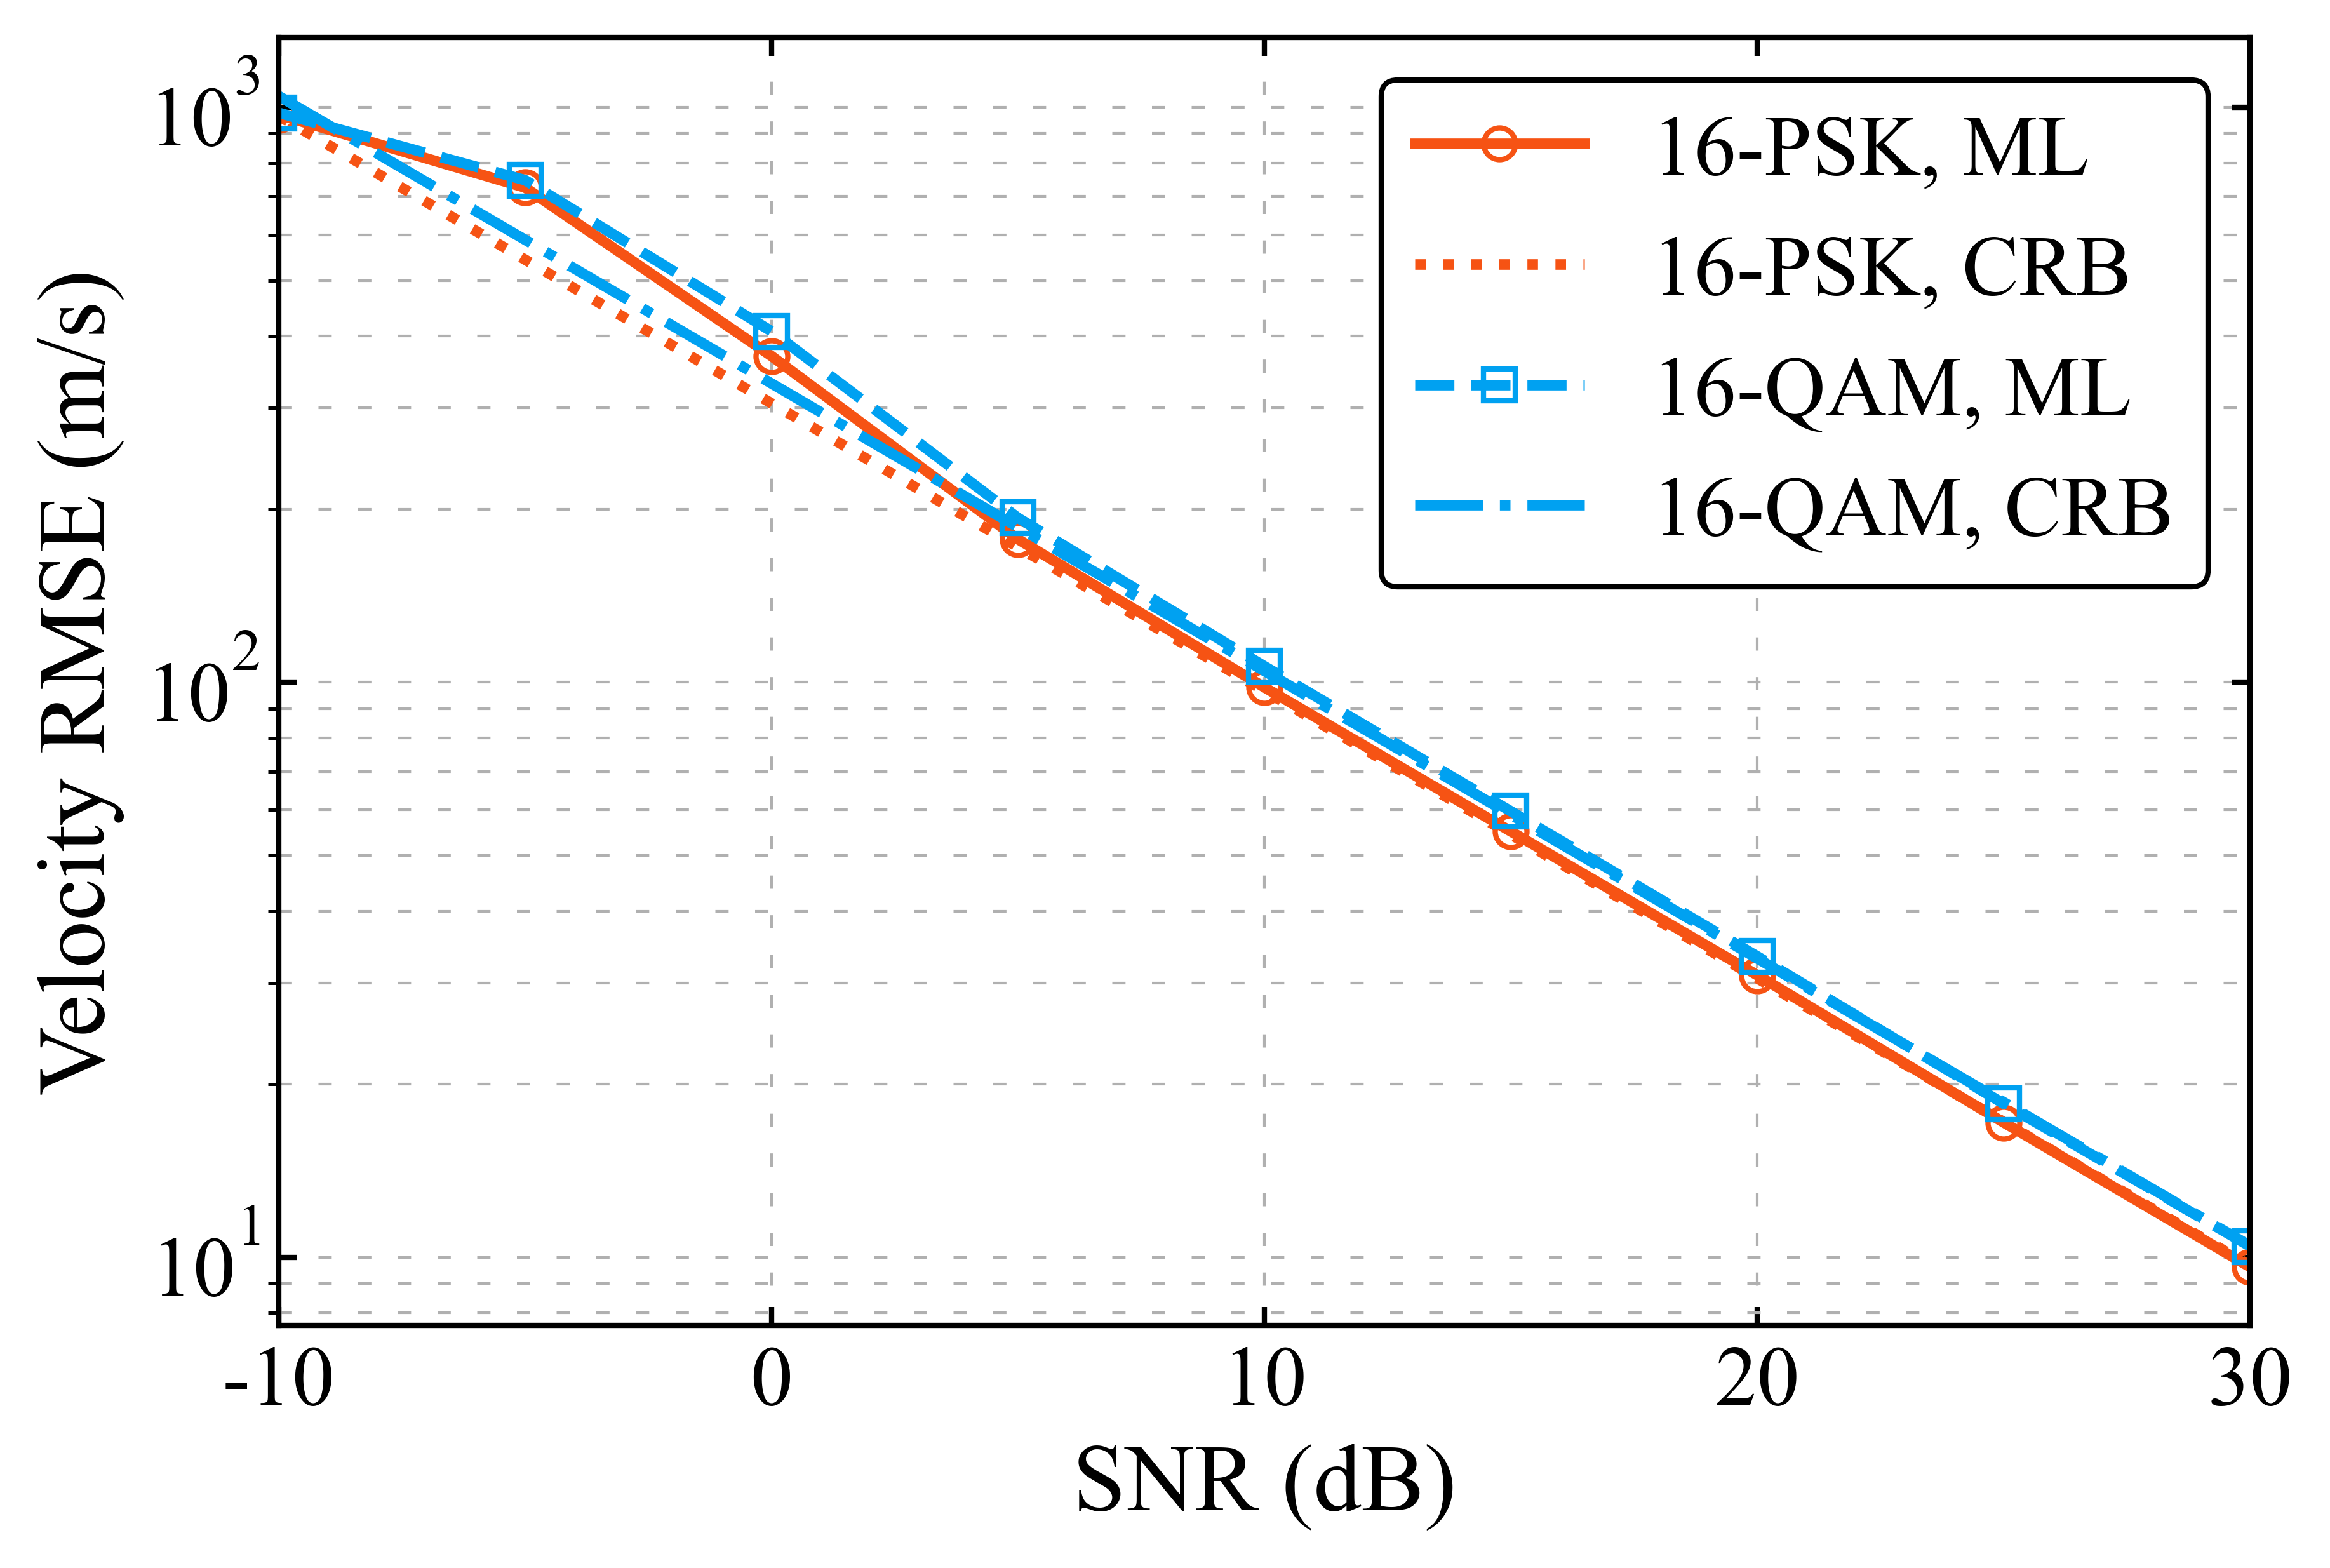 Velocity RMSE (m/s)
10^3
10^2
10^1
-10 0 10 20 30
SNR (dB)
16-PSK, ML
16-PSK, CRB
16-QAM, ML
16-QAM, CRB